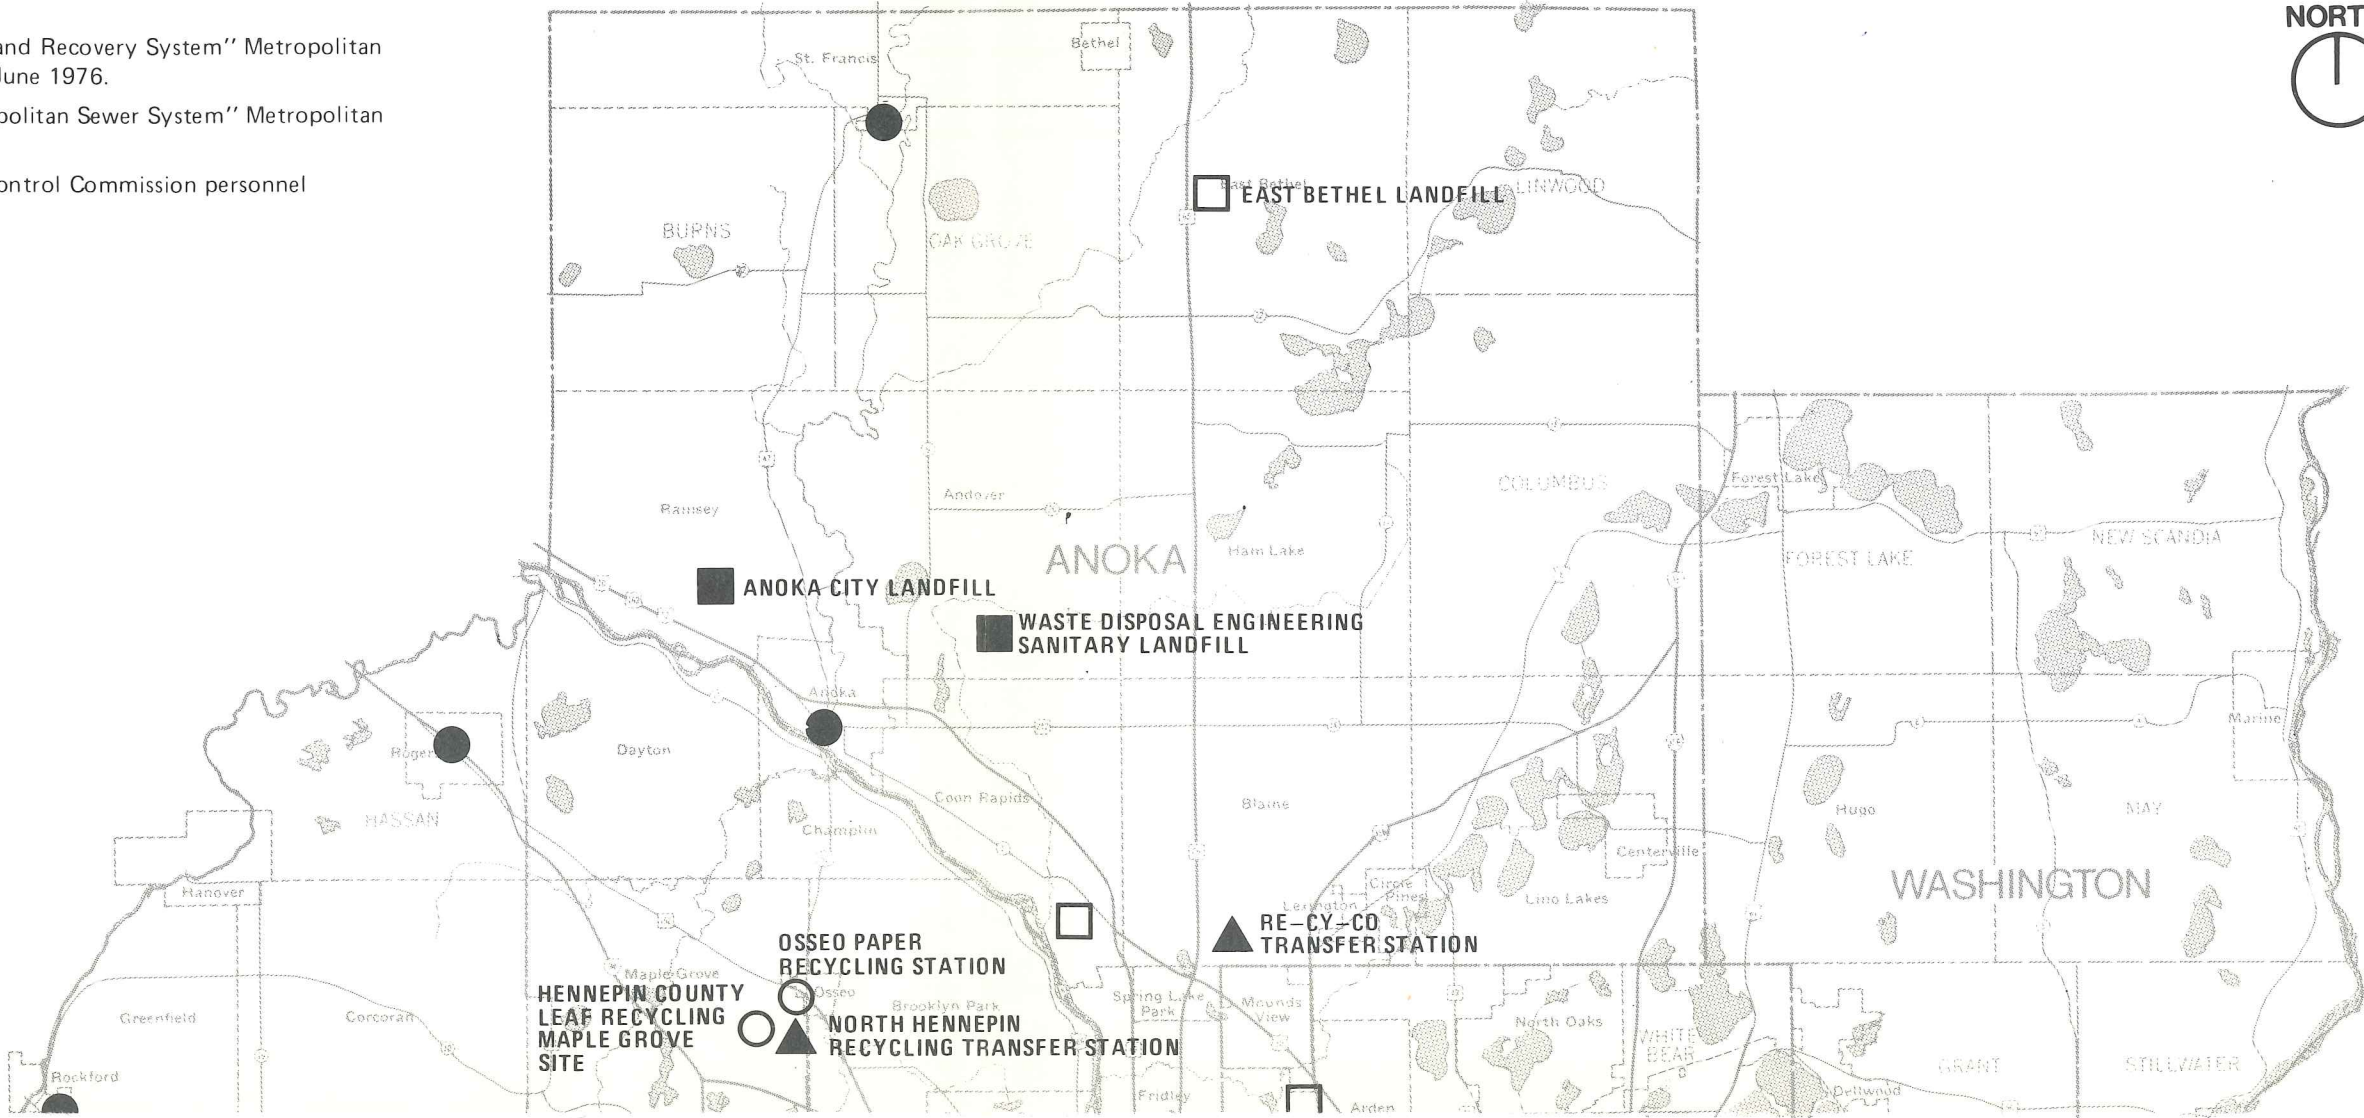 and Recovery System" Metropolitan
June 1976.
politan Sewer System" Metropolitan
ontrol Commission personnel
NORT
St. Francis
Bethel
East Bethel
EAST BETHEL LANDFILL
LINWOOD
BURNS
OAK GROVE
Ramsey
Andover
COLUMBUS
Forest Lake
ANOKA
Ham Lake
FOREST LAKE
NEW SCANDIA
ANOKA CITY LANDFILL
WASTE DISPOSAL ENGINEERING
SANITARY LANDFILL
Anoka
Marine
Rogers
Dayton
Coon Rapids
Blaine
Hugo
MAY
HASSAN
Champlin
Centerville
Hanover
Circle
Pines
Lexington
Lino Lakes
WASHINGTON
RE-CY-CO
TRANSFER STATION
OSSEO PAPER
RECYCLING STATION
Maple Grove
HENNEPIN COUNTY
LEAF RECYCLING
MAPLE GROVE
SITE
Osseo
Brooklyn Park
Spring Lake
Park
Mounds
View
North Oaks
Greenfield
Corcoran
NORTH HENNEPIN
RECYCLING TRANSFER STATION
WHITE
BEAR
GRANT
STILLWATER
Rockford
Fridley
Arden
Dellwood